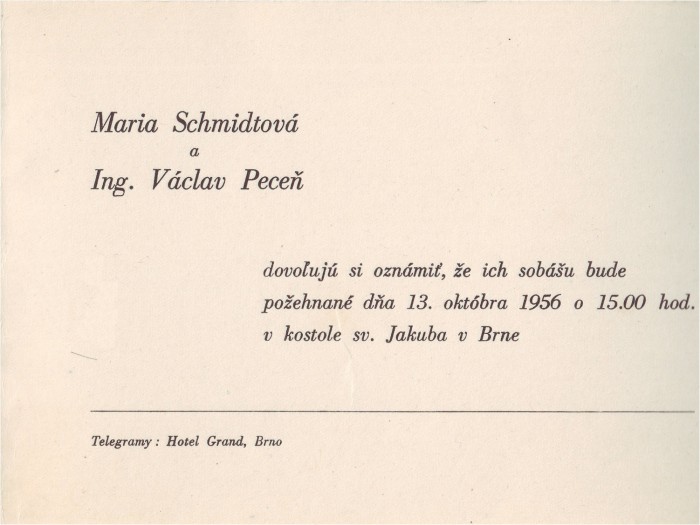 Maria Schmidtová
a
Ing. Václav Peceň
dovoľujú si oznámiť, že ich sobášu bude
požehnané dňa 13. októbra 1956 o 15.00 hod.
v kostole sv. Jakuba v Brne
Telegramy : Hotel Grand, Brno